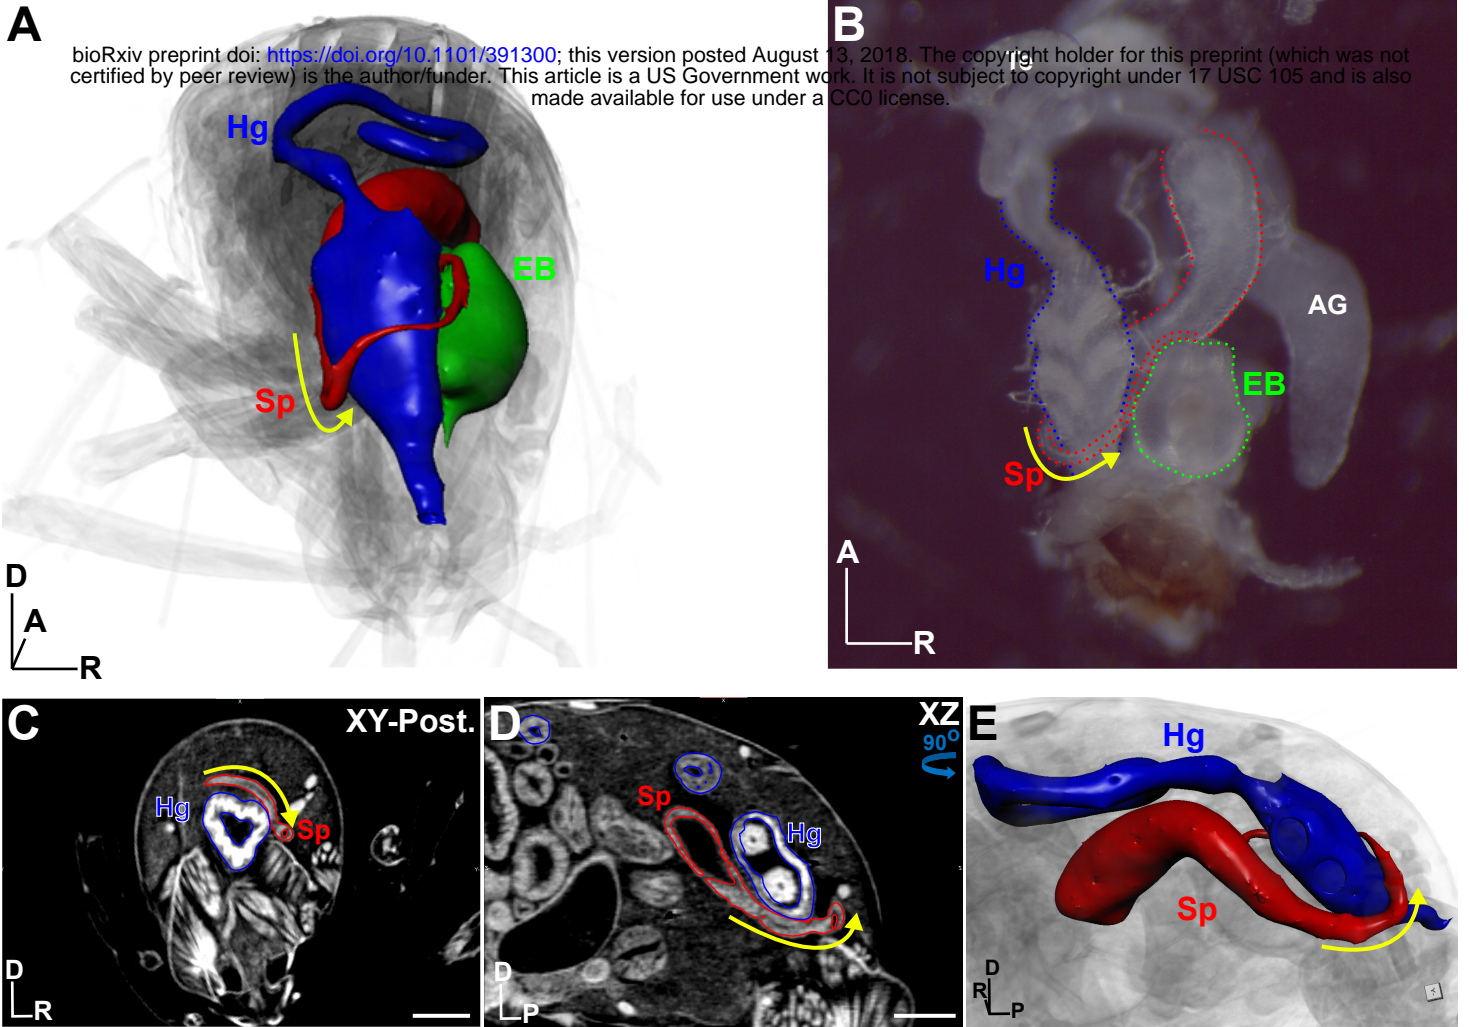 A
B
bioRxiv preprint doi: https://doi.org/10.1101/391300; this version posted August 13, 2018. The copyright holder for this preprint (which was not
certified by peer review) is the author/funder. This article is a US Government work. It is not subject to copyright under 17 USC 105 and is also
made available for use under a CC0 license.
Hg
EB
Sp
D
A
R
Hg
AG
EB
Sp
A
R
C
XY-Post.
Hg
Sp
D
R
D
XZ
90°
Sp
Hg
D
P
E
Hg
Sp
D
R
P